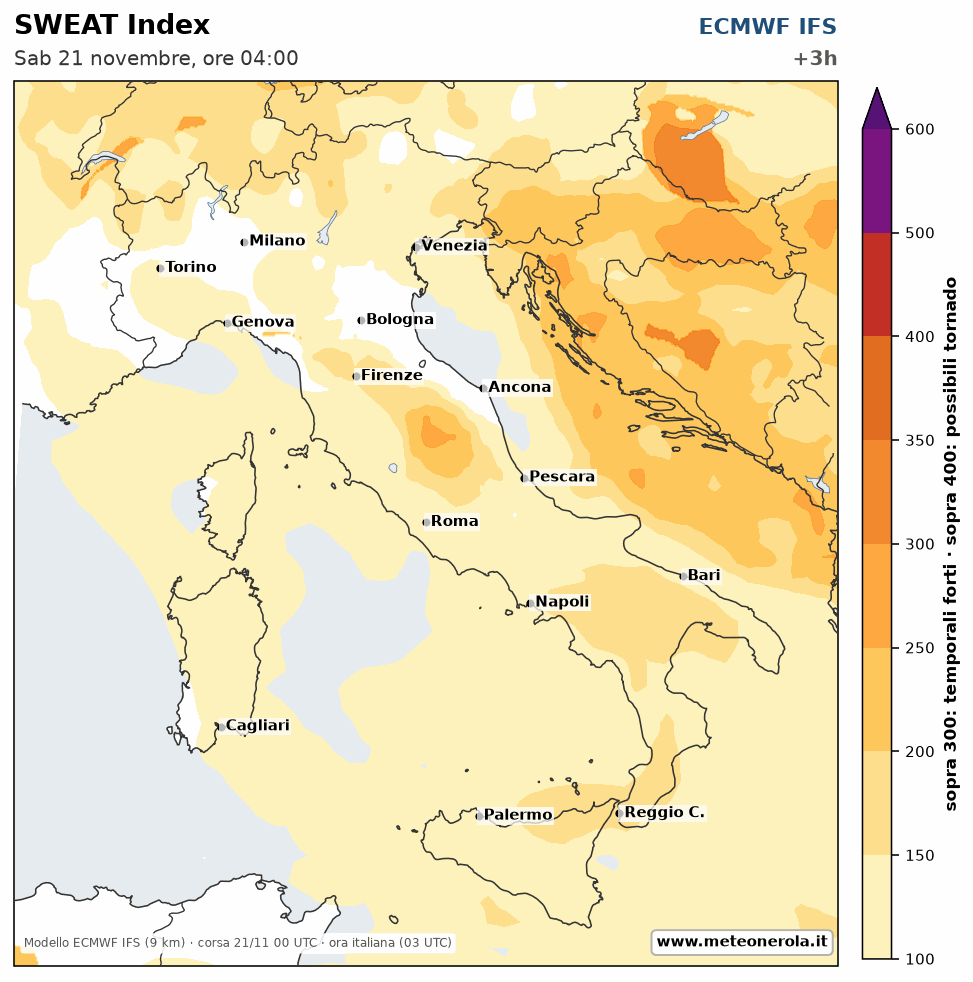 SWEAT Index
ECMWF IFS
Sab 21 novembre, ore 04:00
+3h
600
500
400
350
300
250
200
150
100
sopra 300: temporali forti · sopra 400: possibili tornado
Milano
Venezia
Torino
Genova
Bologna
Firenze
Ancona
Pescara
Roma
Bari
Napoli
Cagliari
Palermo
Reggio C.
Modello ECMWF IFS (9 km) · corsa 21/11 00 UTC · ora italiana (03 UTC)
www.meteonerola.it